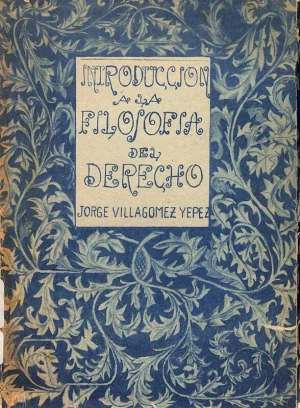 INTRODUCCION
A LA
FILOSOFIA
DEL
DERECHO
JORGE VILLAGOMEZ YEPEZ